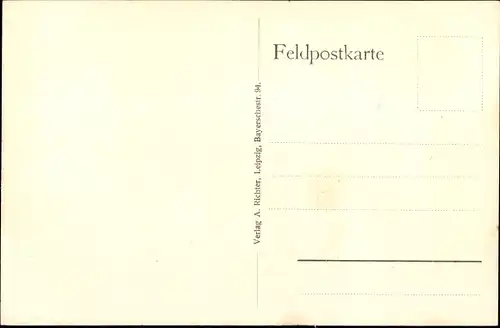 Feldpostkarte
Verlag A. Richter, Leipzig, Bayerschestr. 94.